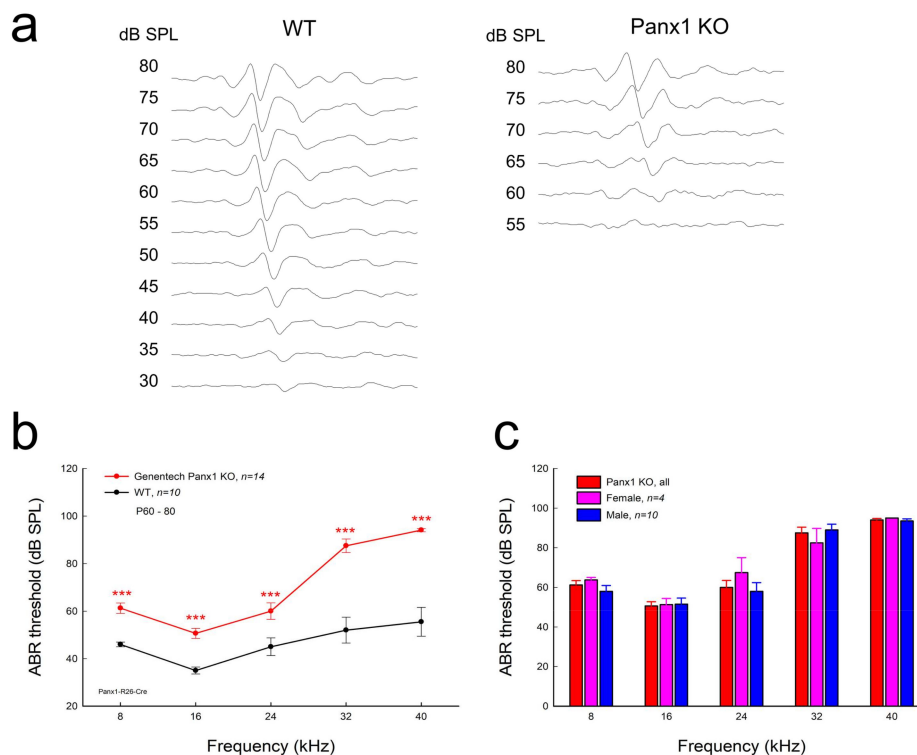 a
dB SPL
WT
80
75
70
65
60
55
50
45
40
35
30
dB SPL
Panx1 KO
80
75
70
65
60
55
b
ABR threshold (dB SPL)
120
100
80
60
40
20
Genentech Panx1 KO, n=14
WT, n=10
P60 - 80
***
***
***
***
***
Panx1-R26-Cre
8 16 24 32 40
Frequency (kHz)
c
ABR threshold (dB SPL)
120
100
80
60
40
20
0
Panx1 KO, all
Female, n=4
Male, n=10
8 16 24 32 40
Frequency (kHz)